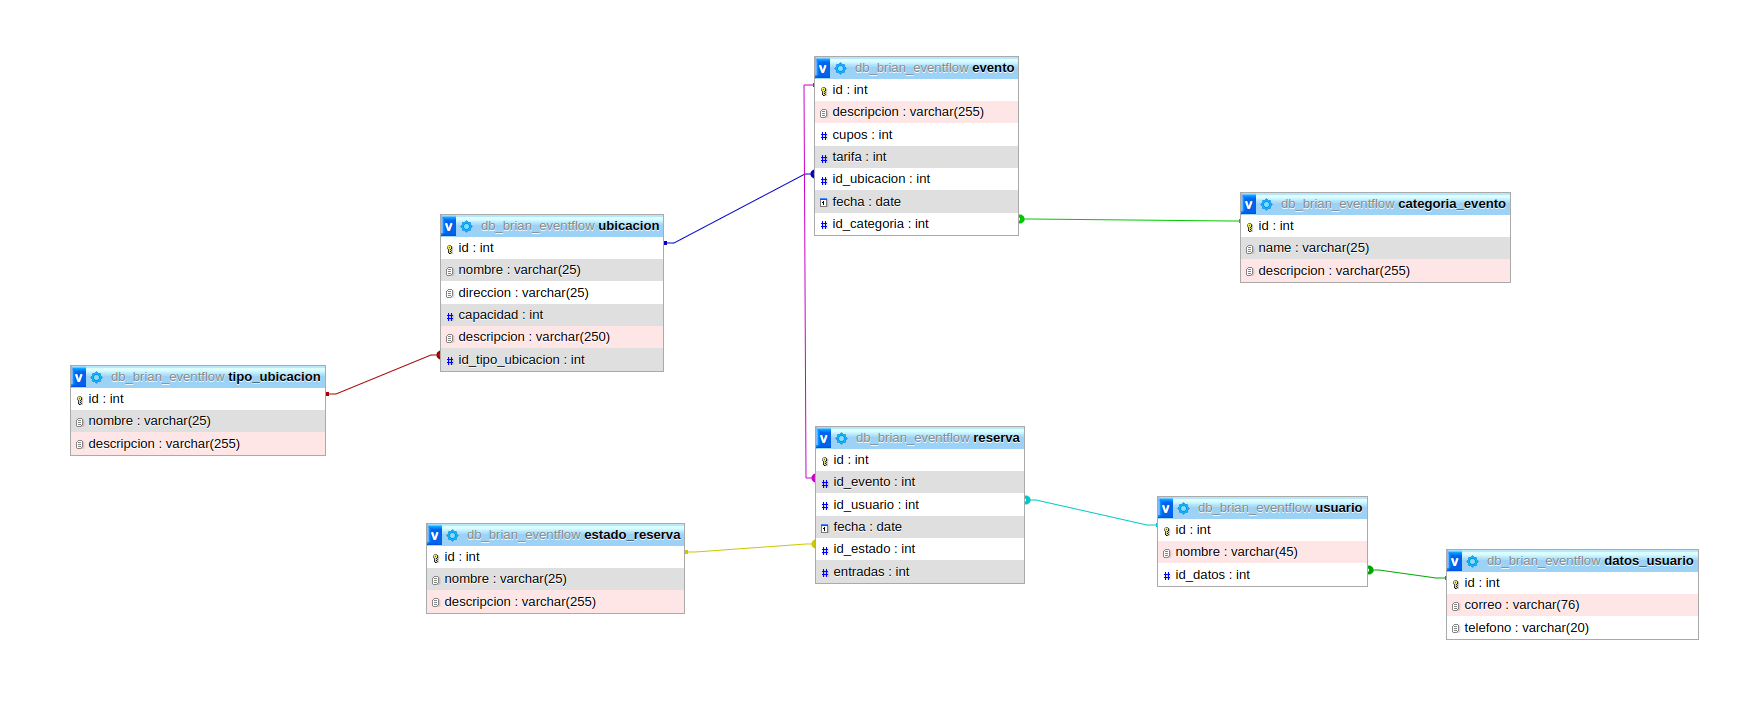 db_brian_eventflow evento
id : int
descripcion : varchar(255)
cupos : int
tarifa : int
id_ubicacion : int
fecha : date
id_categoria : int
db_brian_eventflow categoria_evento
id : int
name : varchar(25)
descripcion : varchar(255)
db_brian_eventflow ubicacion
id : int
nombre : varchar(25)
direccion : varchar(25)
capacidad : int
descripcion : varchar(250)
id_tipo_ubicacion : int
db_brian_eventflow tipo_ubicacion
id : int
nombre : varchar(25)
descripcion : varchar(255)
db_brian_eventflow reserva
id : int
id_evento : int
id_usuario : int
fecha : date
id_estado : int
entradas : int
db_brian_eventflow estado_reserva
id : int
nombre : varchar(25)
descripcion : varchar(255)
db_brian_eventflow usuario
id : int
nombre : varchar(45)
id_datos : int
db_brian_eventflow datos_usuario
id : int
correo : varchar(76)
telefono : varchar(20)